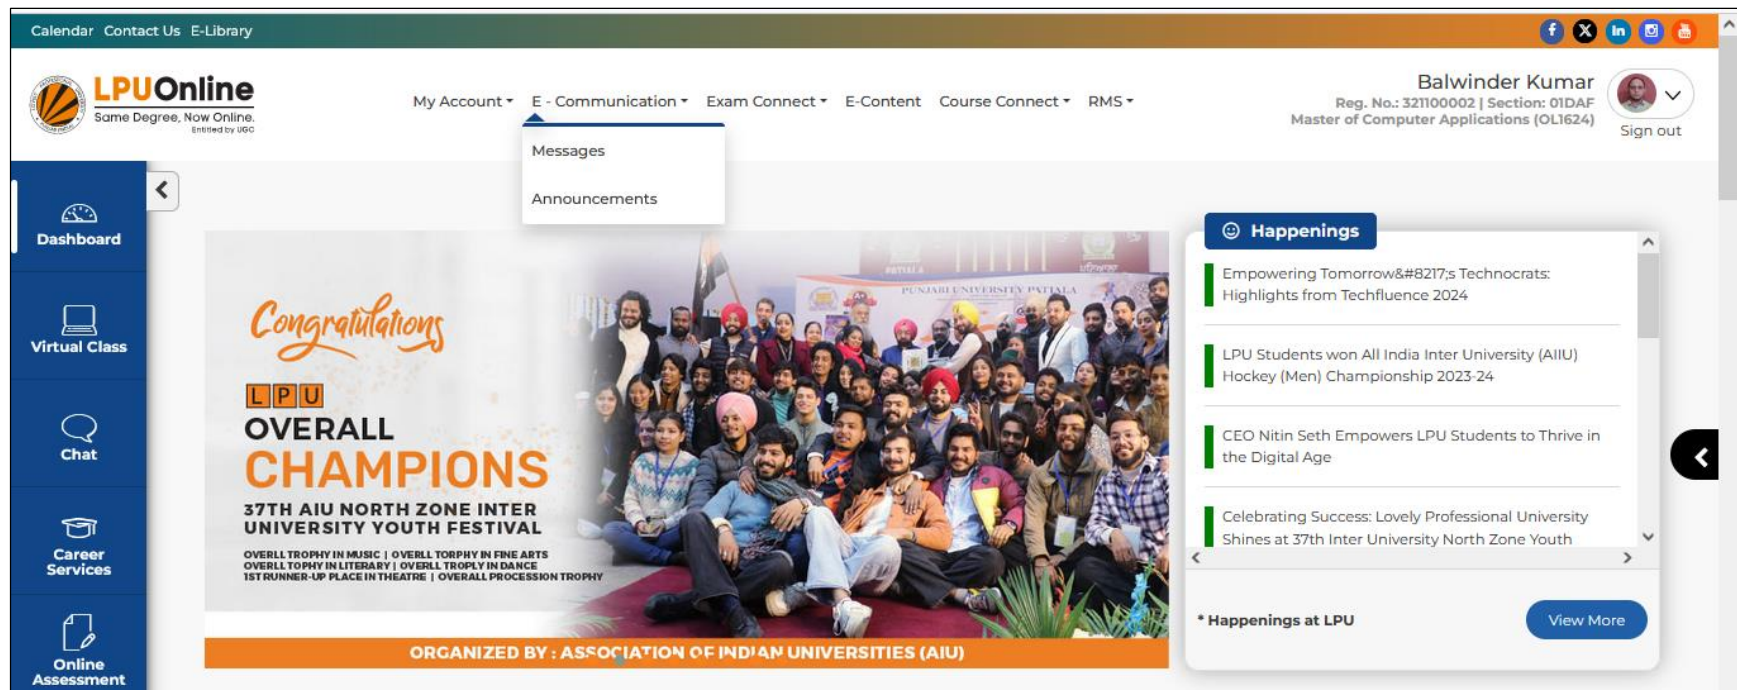 Calendar Contact Us E-Library
LPUOnline
Same Degree, Now Online.
Entitled by UGC
My Account E - Communication Exam Connect E-Content Course Connect RMS
Messages
Announcements
Balwinder Kumar
Reg. No.: 321100002 | Section: 01DAF
Master of Computer Applications (OL1624)
Sign out
Dashboard
Virtual Class
Chat
Career
Services
Online
Assessment
Congratulations
LPU
OVERALL
CHAMPIONS
37TH AIU NORTH ZONE INTER
UNIVERSITY YOUTH FESTIVAL
OVERLL TROPHY IN MUSIC | OVERLL TORPHY IN FINE ARTS
OVERLL TOPHY IN LITERARY | OVERLL TROPLY IN DANCE
1ST RUNNER-UP PLACE IN THEATRE | OVERALL PROCESSION TROPHY
PUNJABI UNIVERSITY PATIALA
ORGANIZED BY : ASSOCIATION OF INDIAN UNIVERSITIES (AIU)
Happenings
Empowering Tomorrow&#8217;s Technocrats:
Highlights from Techfluence 2024
LPU Students won All India Inter University (AIIU)
Hockey (Men) Championship 2023-24
CEO Nitin Seth Empowers LPU Students to Thrive in
the Digital Age
Celebrating Success: Lovely Professional University
Shines at 37th Inter University North Zone Youth
* Happenings at LPU
View More